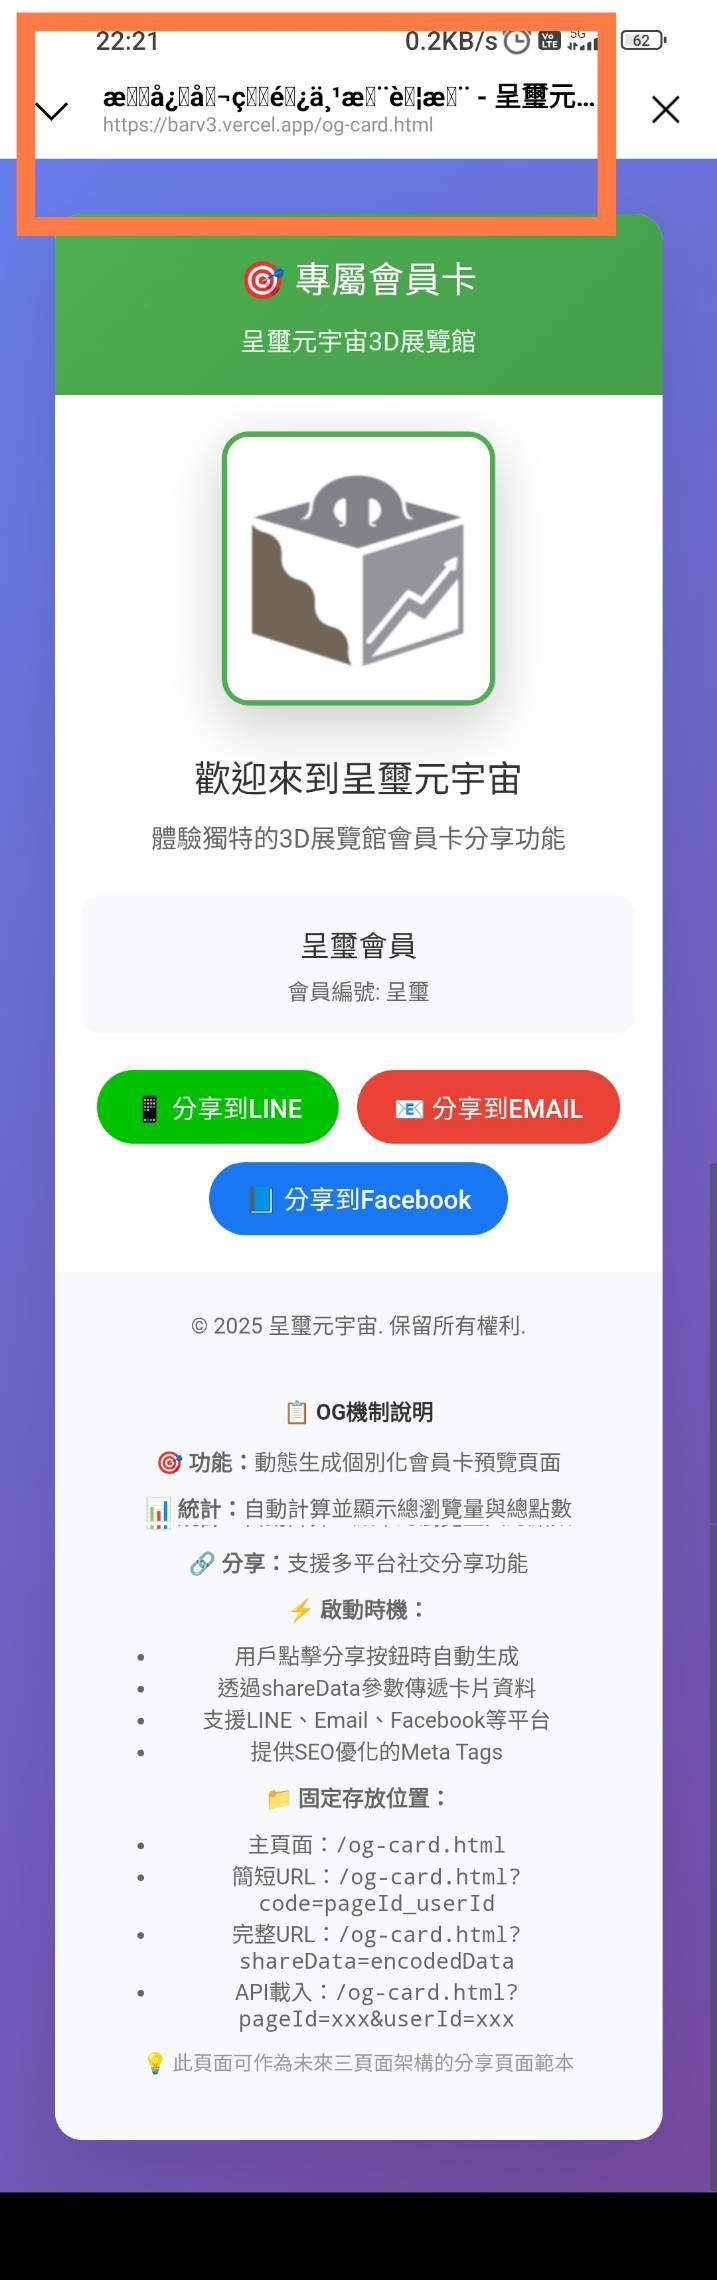 22:21 0.2KB/s 5G 62
- 呈璽元...
https://barv3.vercel.app/og-card.html
🎯 專屬會員卡
呈璽元宇宙3D展覽館
歡迎來到呈璽元宇宙
體驗獨特的3D展覽館會員卡分享功能
呈璽會員
會員編號: 呈璽
📱 分享到LINE
📧 分享到EMAIL
📘 分享到Facebook
© 2025 呈璽元宇宙. 保留所有權利.
📋 OG機制說明
🎯 功能：動態生成個別化會員卡預覽頁面
📊 統計：自動計算並顯示總瀏覽量與總點數
🔗 分享：支援多平台社交分享功能
⚡ 啟動時機：
• 用戶點擊分享按鈕時自動生成
• 透過shareData參數傳遞卡片資料
• 支援LINE、Email、Facebook等平台
• 提供SEO優化的Meta Tags
📁 固定存放位置：
• 主頁面：/og-card.html
• 簡短URL：/og-card.html?
code=pageId_userId
• 完整URL：/og-card.html?
shareData=encodedData
• API載入：/og-card.html?
pageId=xxx&userId=xxx
💡 此頁面可作為未來三頁面架構的分享頁面範本